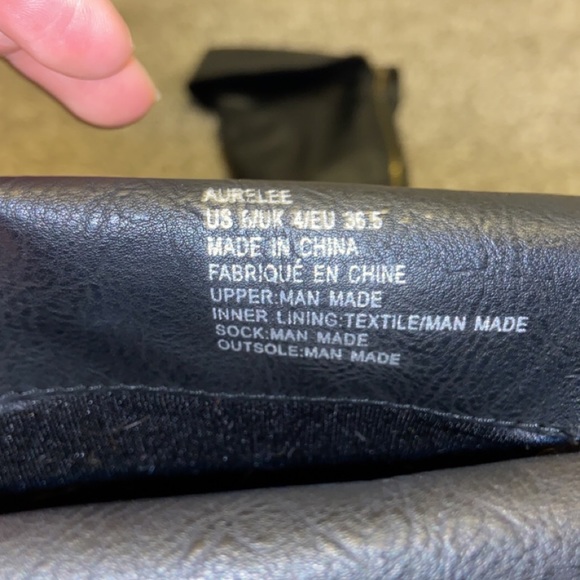 AURELEE
US 6/UK 4/EU 36.5
MADE IN CHINA
FABRIQUÉ EN CHINE
UPPER:MAN MADE
INNER LINING:TEXTILE/MAN MADE
SOCK:MAN MADE
OUTSOLE:MAN MADE